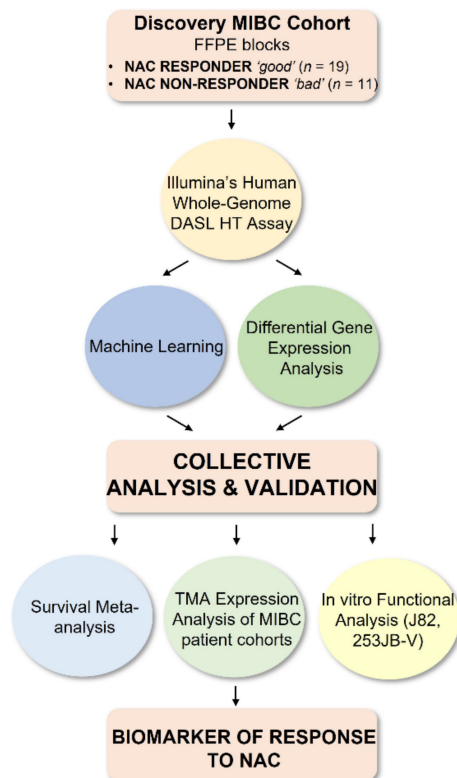 Discovery MIBC Cohort
FFPE blocks
• NAC RESPONDER ‘good’ (n = 19)
• NAC NON-RESPONDER ‘bad’ (n = 11)
Illumina’s Human
Whole-Genome
DASL HT Assay
Machine Learning
Differential Gene
Expression
Analysis
COLLECTIVE
ANALYSIS & VALIDATION
Survival Meta-
analysis
TMA Expression
Analysis of MIBC
patient cohorts
In vitro Functional
Analysis (J82,
253JB-V)
BIOMARKER OF RESPONSE
TO NAC